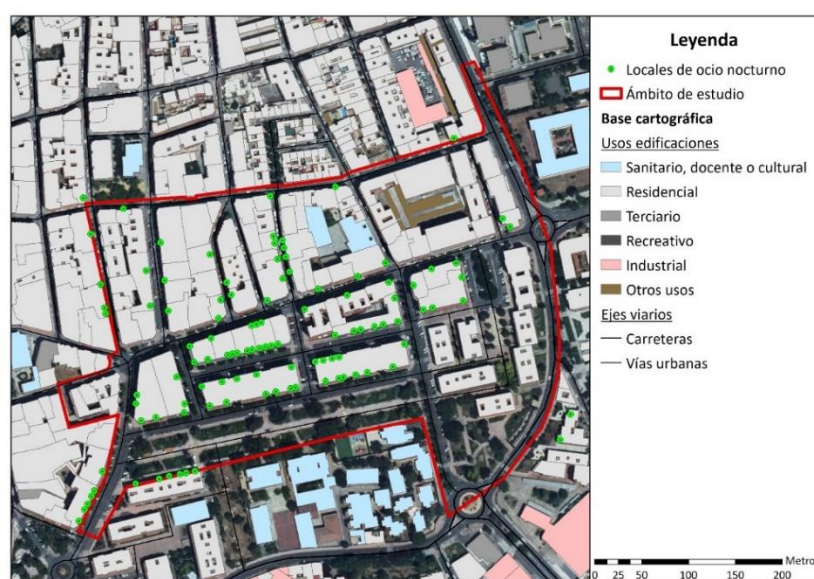 Leyenda
Locales de ocio nocturno
Ámbito de estudio
Base cartográfica
Usos edificaciones
Sanitario, docente o cultural
Residencial
Terciario
Recreativo
Industrial
Otros usos
Ejes viarios
Carreteras
Vías urbanas
Metro
0 25 50 100 150 200